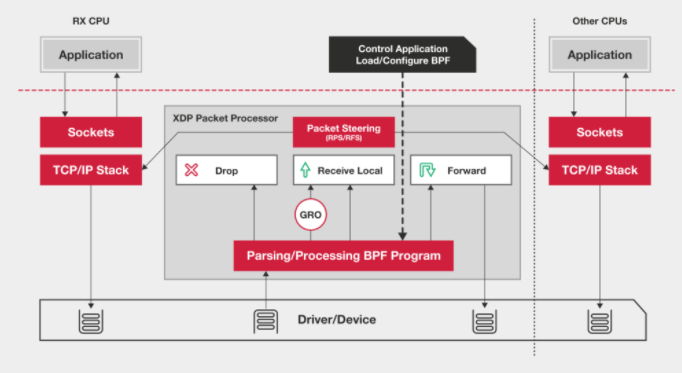 RX CPU
Other CPUs
Application
Control Application
Load/Configure BPF
Application
XDP Packet Processor
Sockets
Packet Steering
(RPS/RFS)
Sockets
TCP/IP Stack
Drop
Receive Local
Forward
TCP/IP Stack
GRO
Parsing/Processing BPF Program
Driver/Device